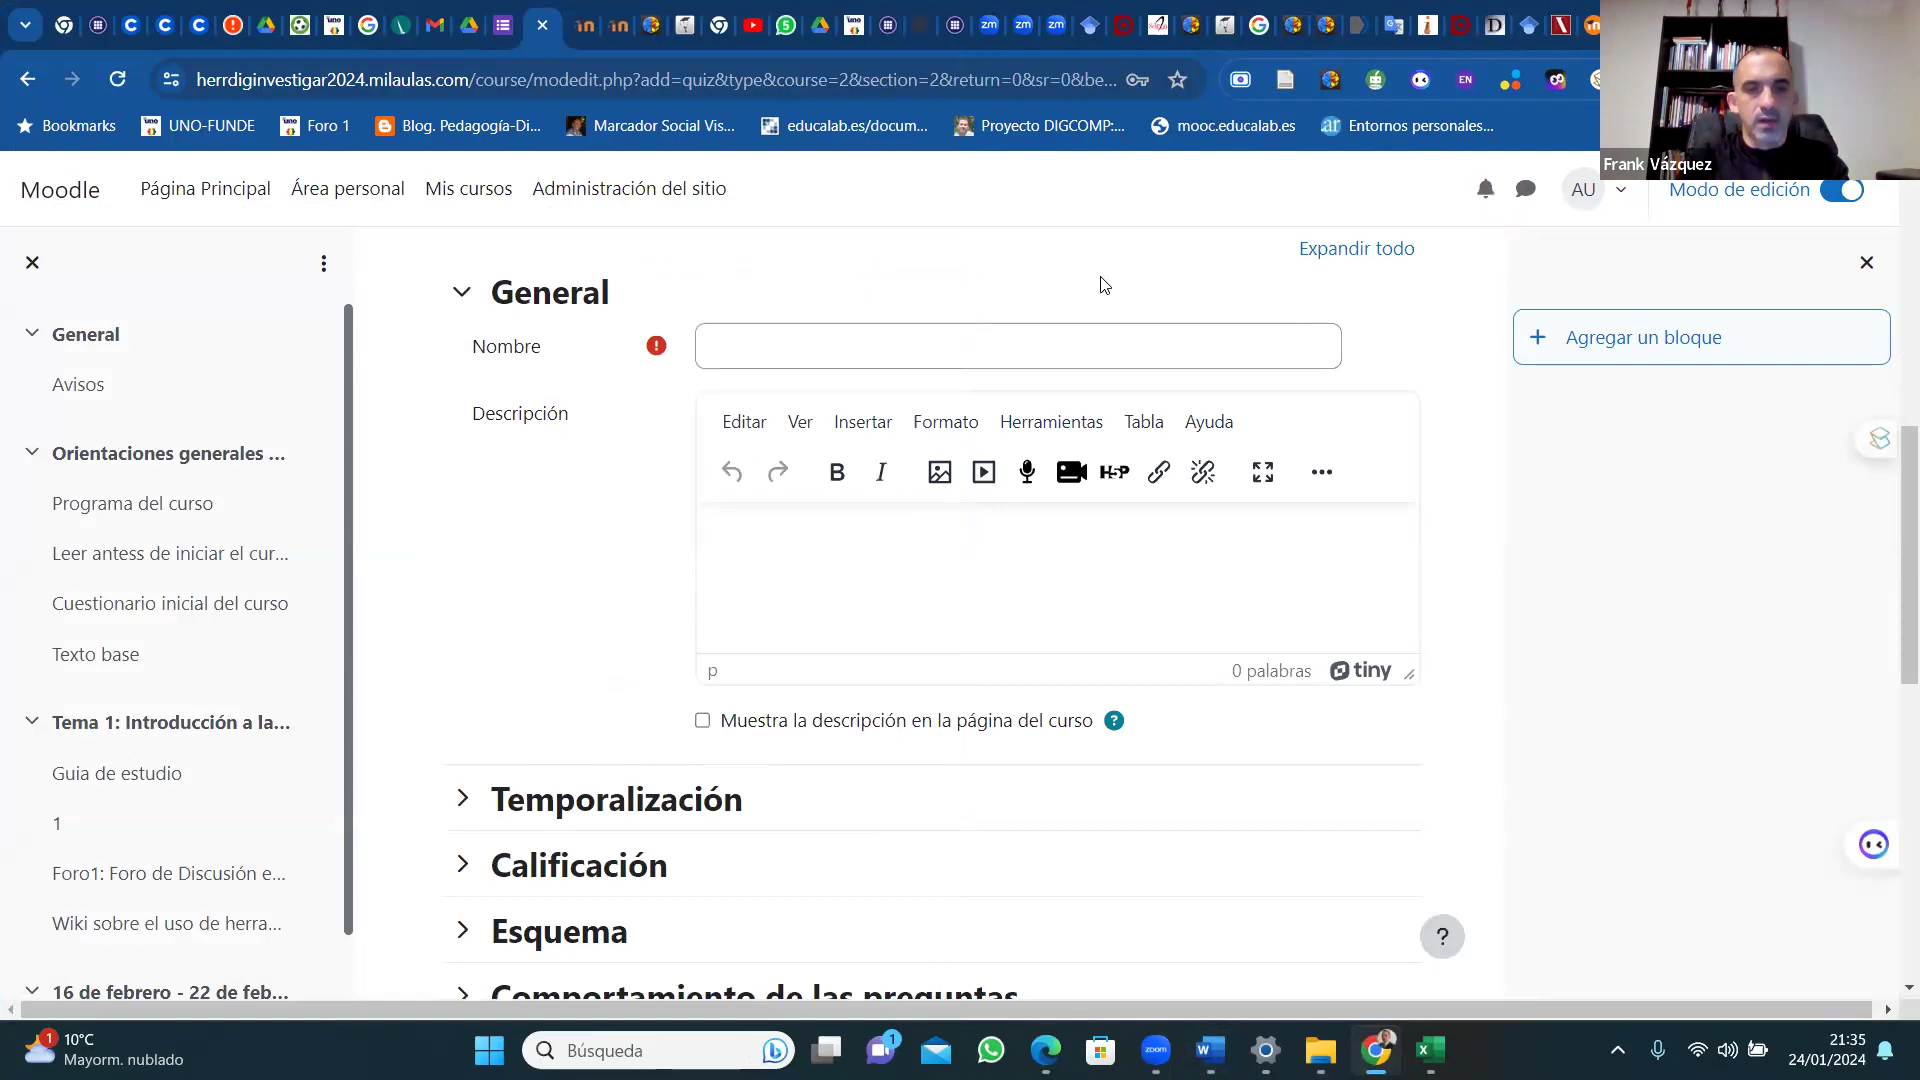 herrdiginvestigar2024.milaulas.com/course/modedit.php?add=quiz&type&course=2&section=2&return=0&sr=0&be...
EN
Bookmarks
UNO-FUNDE
Foro 1
Blog. Pedagogía-Di...
Marcador Social Vis...
educalab.es/docum...
Proyecto DIGCOMP:...
mooc.educalab.es
Entornos personales...
Frank Vázquez
Moodle
Página Principal
Área personal
Mis cursos
Administración del sitio
AU
Modo de edición
Expandir todo
General
Nombre
Descripción
Editar Ver Insertar Formato Herramientas Tabla Ayuda
B I H5P
p
0 palabras
tiny
Muestra la descripción en la página del curso
Temporalización
Calificación
Esquema
Comportamiento de las preguntas
General
Avisos
Orientaciones generales ...
Programa del curso
Leer antess de iniciar el cur...
Cuestionario inicial del curso
Texto base
Tema 1: Introducción a la...
Guia de estudio
1
Foro1: Foro de Discusión e...
Wiki sobre el uso de herra...
16 de febrero - 22 de feb...
Agregar un bloque
?
1
10°C
Mayorm. nublado
Búsqueda
1
zoom
21:35
24/01/2024